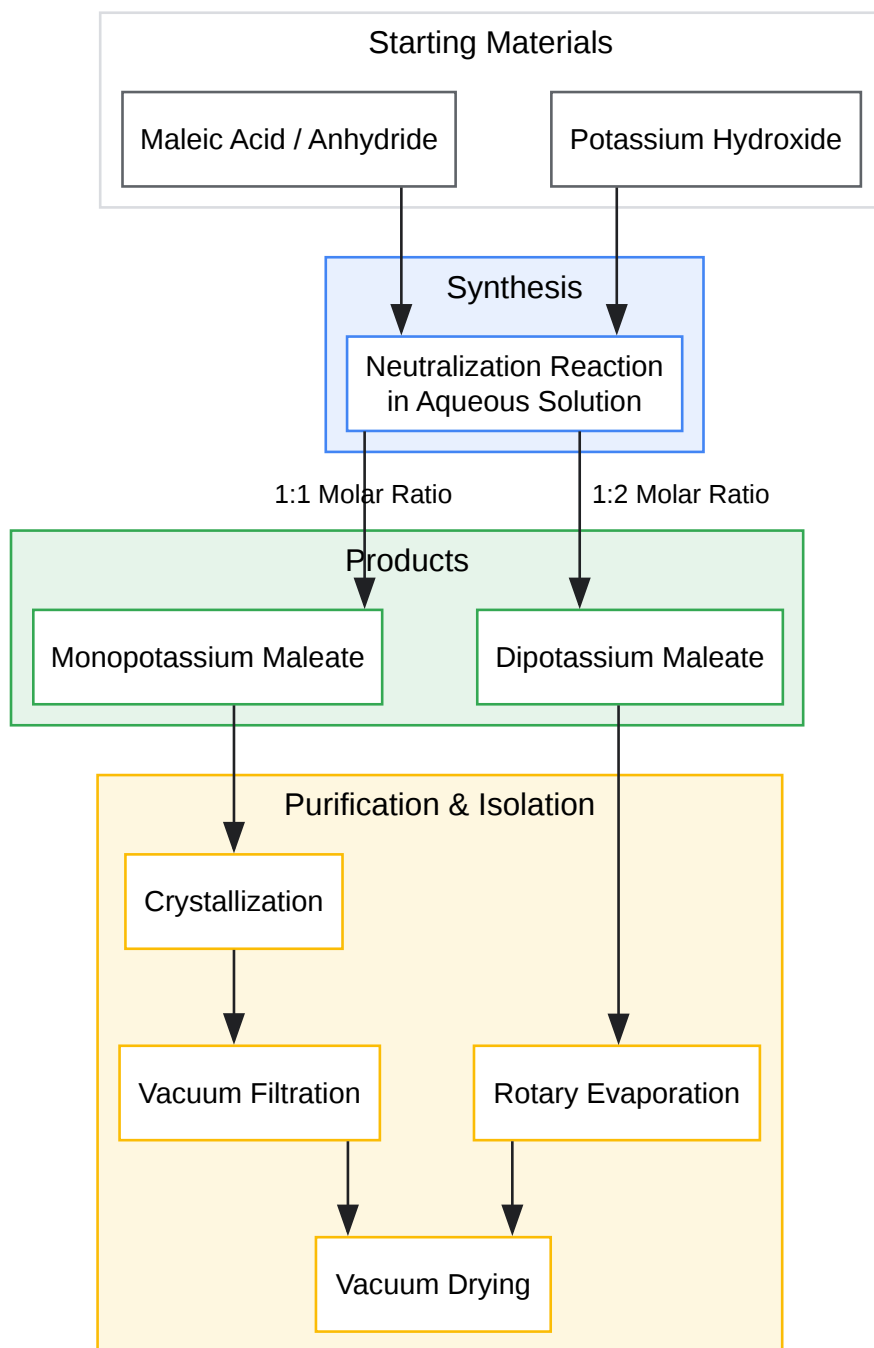 Starting Materials
Maleic Acid / Anhydride
Potassium Hydroxide
Synthesis
Neutralization Reaction
in Aqueous Solution
1:1 Molar Ratio
1:2 Molar Ratio
Products
Monopotassium Maleate
Dipotassium Maleate
Purification & Isolation
Crystallization
Vacuum Filtration
Rotary Evaporation
Vacuum Drying